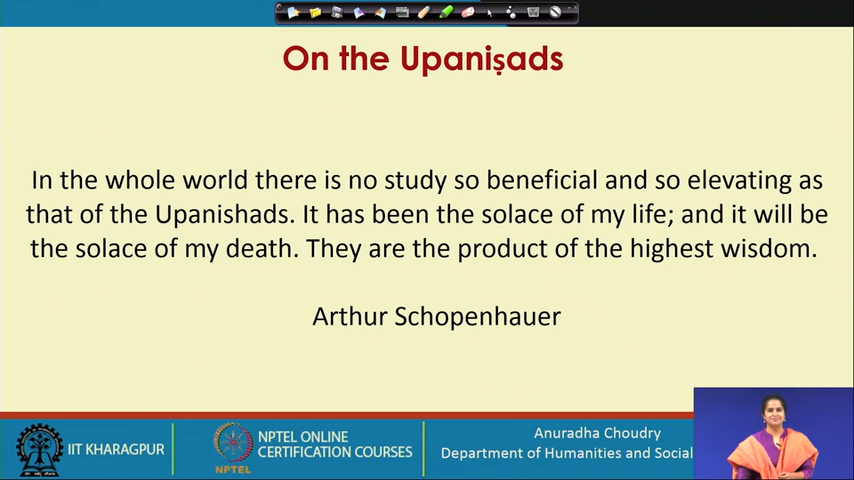 On the Upaniṣads
In the whole world there is no study so beneficial and so elevating as
that of the Upanishads. It has been the solace of my life; and it will be
the solace of my death. They are the product of the highest wisdom.
Arthur Schopenhauer
IIT KHARAGPUR
NPTEL
NPTEL ONLINE
CERTIFICATION COURSES
Anuradha Choudry
Department of Humanities and Social